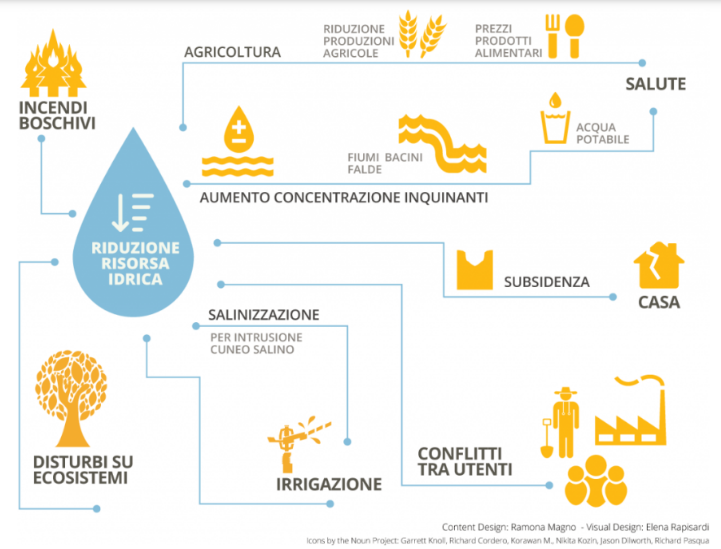 AGRICOLTURA
RIDUZIONE
PRODUZIONI
AGRICOLE
PREZZI
PRODOTTI
ALIMENTARI
SALUTE
INCENDI
BOSCHIVI
FIUMI BACINI
FALDE
ACQUA
POTABILE
AUMENTO CONCENTRAZIONE INQUINANTI
RIDUZIONE
RISORSA
IDRICA
SUBSIDENZA
CASA
SALINIZZAZIONE
PER INTRUSIONE
CUNEO SALINO
DISTURBI SU
ECOSISTEMI
IRRIGAZIONE
CONFLITTI
TRA UTENTI
Content Design: Ramona Magno - Visual Design: Elena Rapisardi
Icons by the Noun Project: Garrett Knoll, Richard Cordero, Korawan M., Nikita Kozin, Jason Dilworth, Richard Pasqua